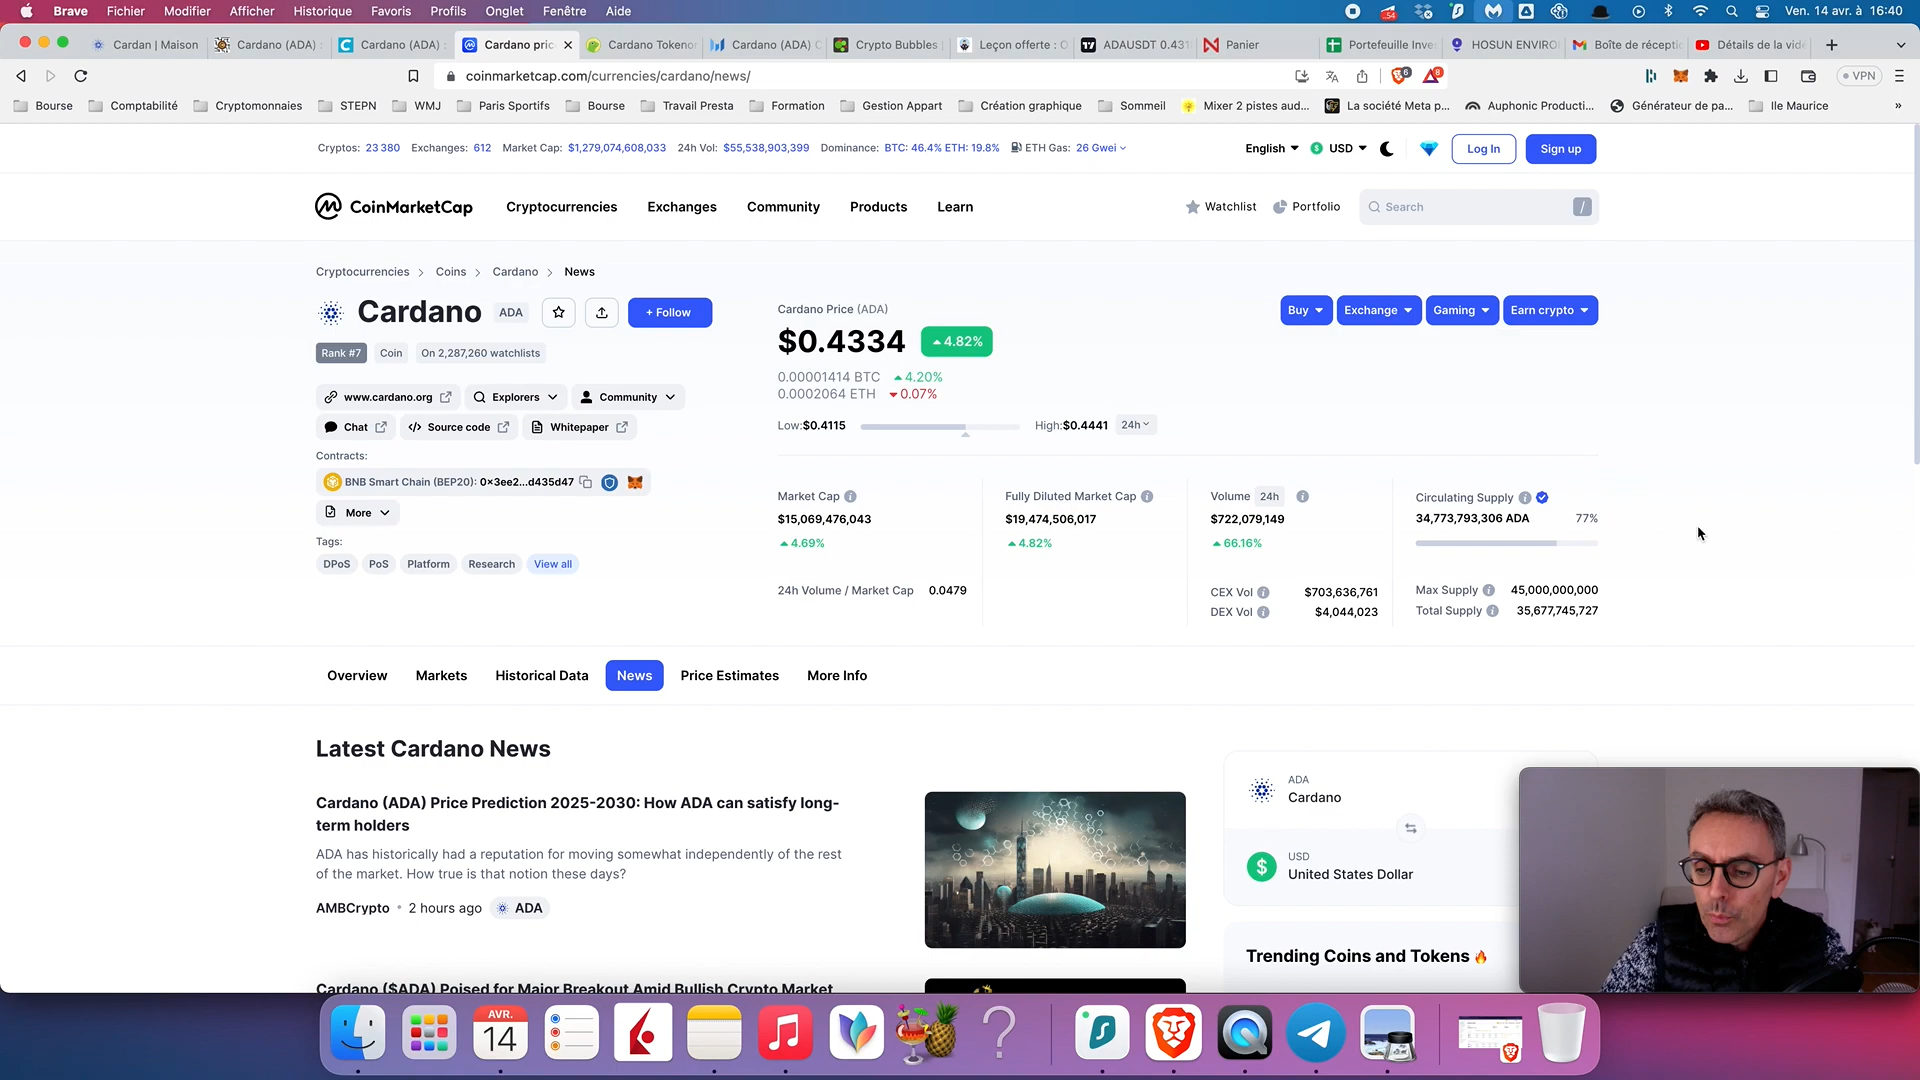 Brave Fichier Modifier Afficher Historique Favoris Profils Onglet Fenêtre Aide 54 Ven. 14 avr. à 16:40
Cardan | Maison Cardano (ADA) : Cardano (ADA) : Cardano pric Cardano Tokenor Cardano (ADA) C Crypto Bubbles Leçon offerte : O ADAUSDT 0.431 Panier Portefeuille Inve HOSUN ENVIRO Boîte de récepti Détails de la vid
coinmarketcap.com/currencies/cardano/news/ 6 8 VPN
Bourse Comptabilité Cryptomonnaies STEPN WMJ Paris Sportifs Bourse Travail Presta Formation Gestion Appart Création graphique Sommeil Mixer 2 pistes aud... La société Meta p... Auphonic Producti... Générateur de pa... Ile Maurice »
Cryptos: 23 380 Exchanges: 612 Market Cap: $1,279,074,608,033 24h Vol: $55,538,903,399 Dominance: BTC: 46.4% ETH: 19.8% ETH Gas: 26 Gwei English USD Log In Sign up
CoinMarketCap Cryptocurrencies Exchanges Community Products Learn Watchlist Portfolio Search /
Cryptocurrencies > Coins > Cardano > News
Cardano ADA + Follow
Rank #7 Coin On 2,287,260 watchlists
www.cardano.org Explorers Community
Chat Source code Whitepaper
Contracts:
BNB Smart Chain (BEP20): 0x3ee2...d435d47
More
Tags:
DPoS PoS Platform Research View all
Cardano Price (ADA)
$0.4334 4.82%
0.00001414 BTC 4.20%
0.0002064 ETH 0.07%
Low:$0.4115 High:$0.4441 24h
Buy Exchange Gaming Earn crypto
Market Cap
$15,069,476,043
4.69%
24h Volume / Market Cap 0.0479
Fully Diluted Market Cap
$19,474,506,017
4.82%
Volume 24h
$722,079,149
66.16%
CEX Vol $703,636,761
DEX Vol $4,044,023
Circulating Supply
34,773,793,306 ADA 77%
Max Supply 45,000,000,000
Total Supply 35,677,745,727
Overview Markets Historical Data News Price Estimates More Info
Latest Cardano News
Cardano (ADA) Price Prediction 2025-2030: How ADA can satisfy long-
term holders
ADA has historically had a reputation for moving somewhat independently of the rest
of the market. How true is that notion these days?
AMBCrypto • 2 hours ago ADA
Cardano ($ADA) Poised for Major Breakout Amid Bullish Crypto Market
ADA
Cardano
USD
United States Dollar
Trending Coins and Tokens
AVR.
14